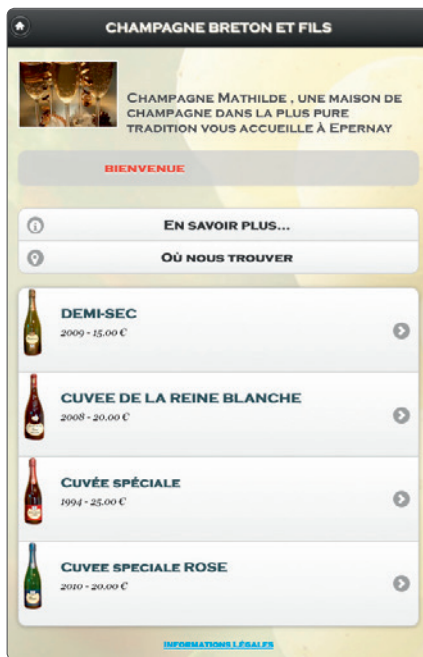 CHAMPAGNE BRETON ET FILS
CHAMPAGNE MATHILDE , UNE MAISON DE
CHAMPAGNE DANS LA PLUS PURE
TRADITION VOUS ACCUEILLE À EPERNAY
BIENVENUE
EN SAVOIR PLUS...
OÙ NOUS TROUVER
DEMI-SEC
2009 - 15.00 €
CUVEE DE LA REINE BLANCHE
2008 - 20.00 €
CUVÉE SPÉCIALE
1994 - 25.00 €
CUVEE SPECIALE ROSE
2010 - 20.00 €
INFORMATIONS LÉGALES